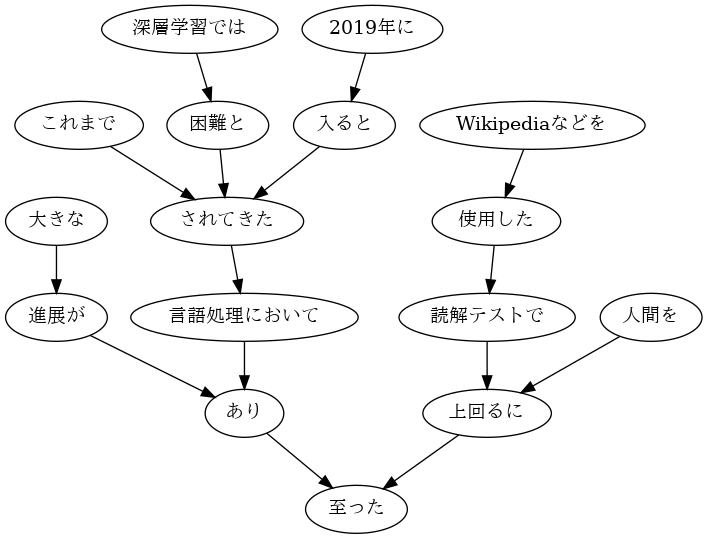 深層学習では
2019年に
これまで
困難と
入ると
Wikipediaなどを
大きな
されてきた
使用した
進展が
言語処理において
読解テストで
人間を
あり
上回るに
至った